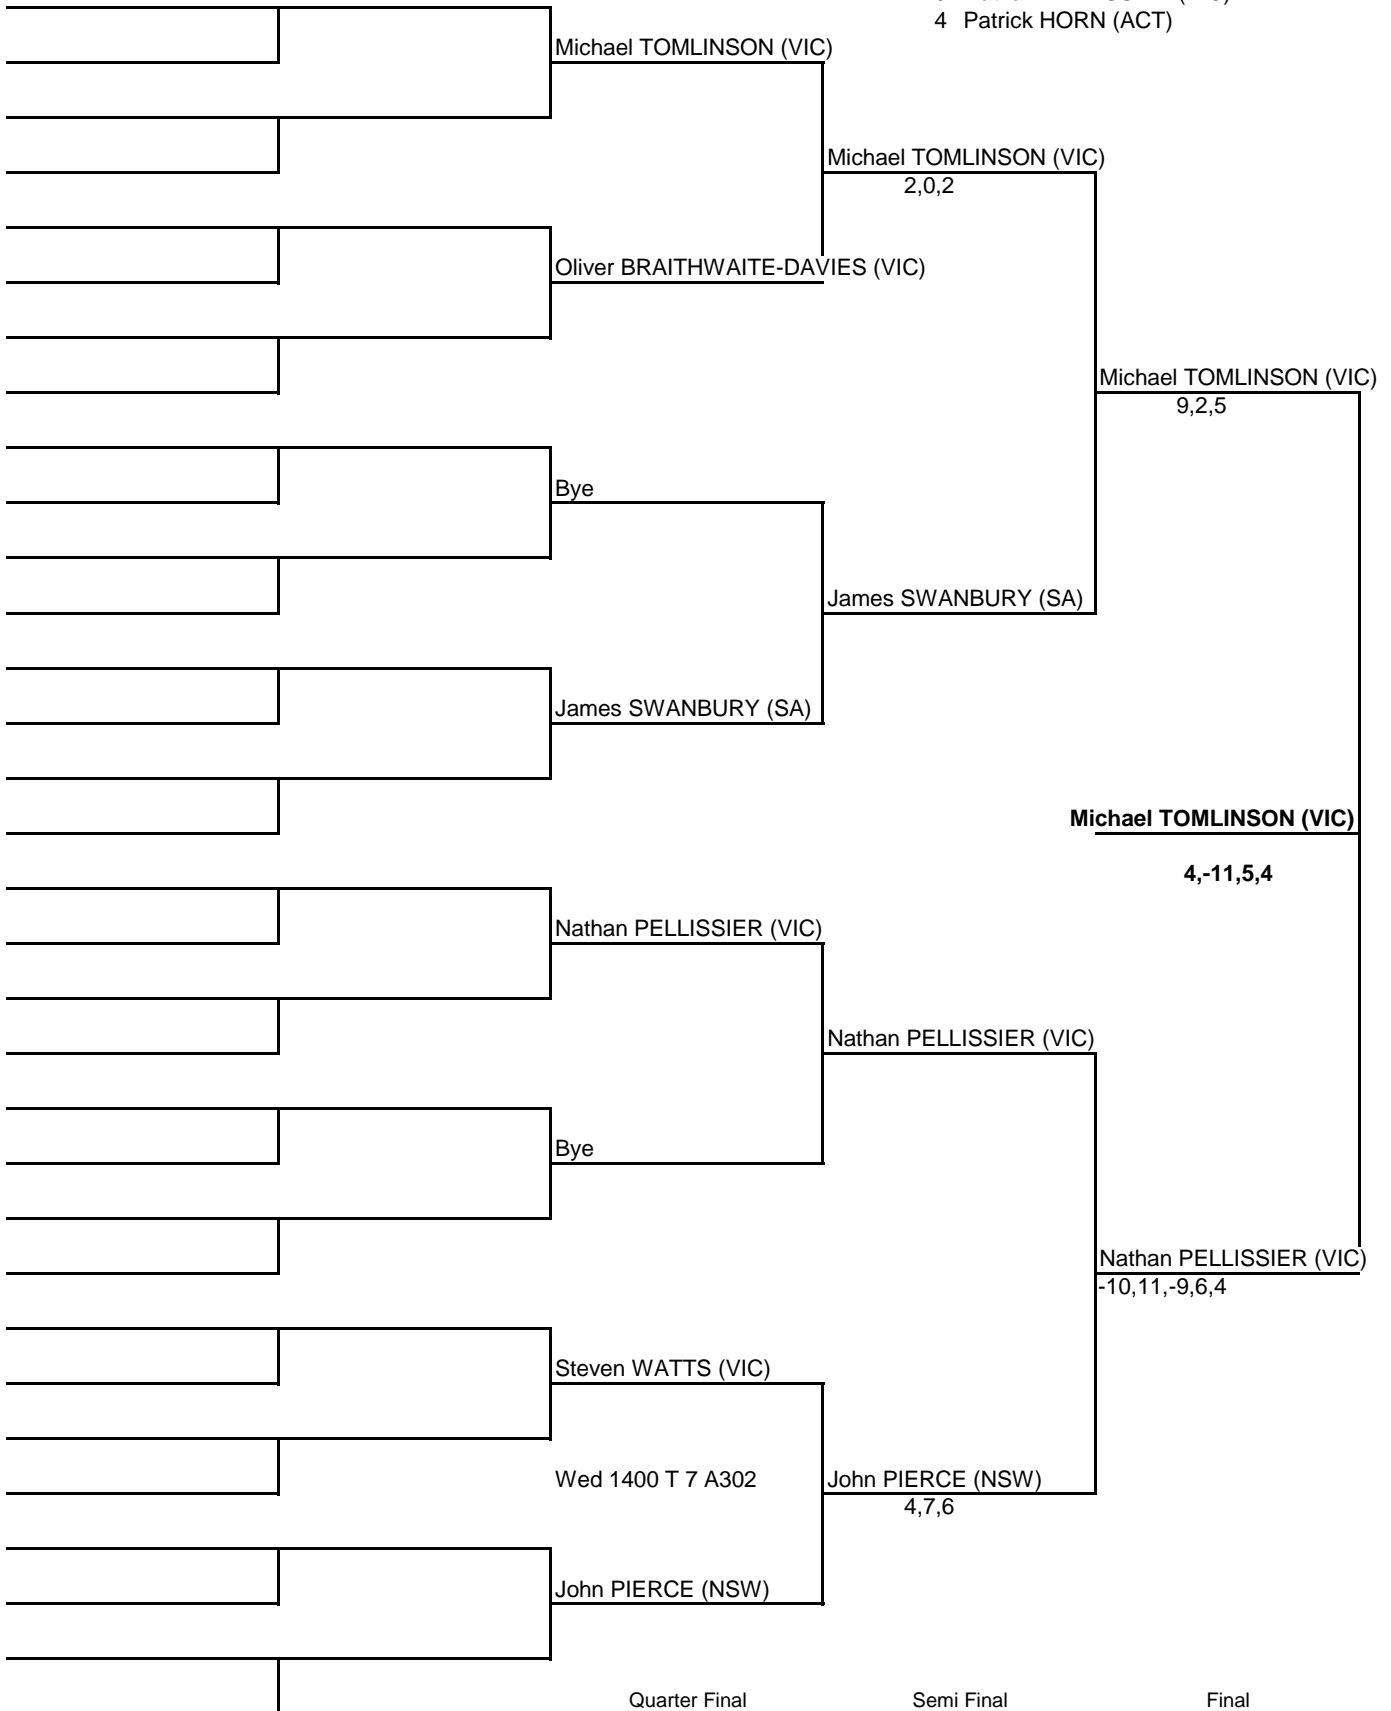 4 Patrick HORN (ACT)
Michael TOMLINSON (VIC)
Michael TOMLINSON (VIC)
2,0,2
Oliver BRAITHWAITE-DAVIES (VIC)
Michael TOMLINSON (VIC)
9,2,5
Bye
James SWANBURY (SA)
James SWANBURY (SA)
Michael TOMLINSON (VIC)
4,-11,5,4
Nathan PELLISSIER (VIC)
Nathan PELLISSIER (VIC)
Bye
Nathan PELLISSIER (VIC)
-10,11,-9,6,4
Steven WATTS (VIC)
Wed 1400 T 7 A302 John PIERCE (NSW)
4,7,6
John PIERCE (NSW)
Quarter Final Semi Final Final